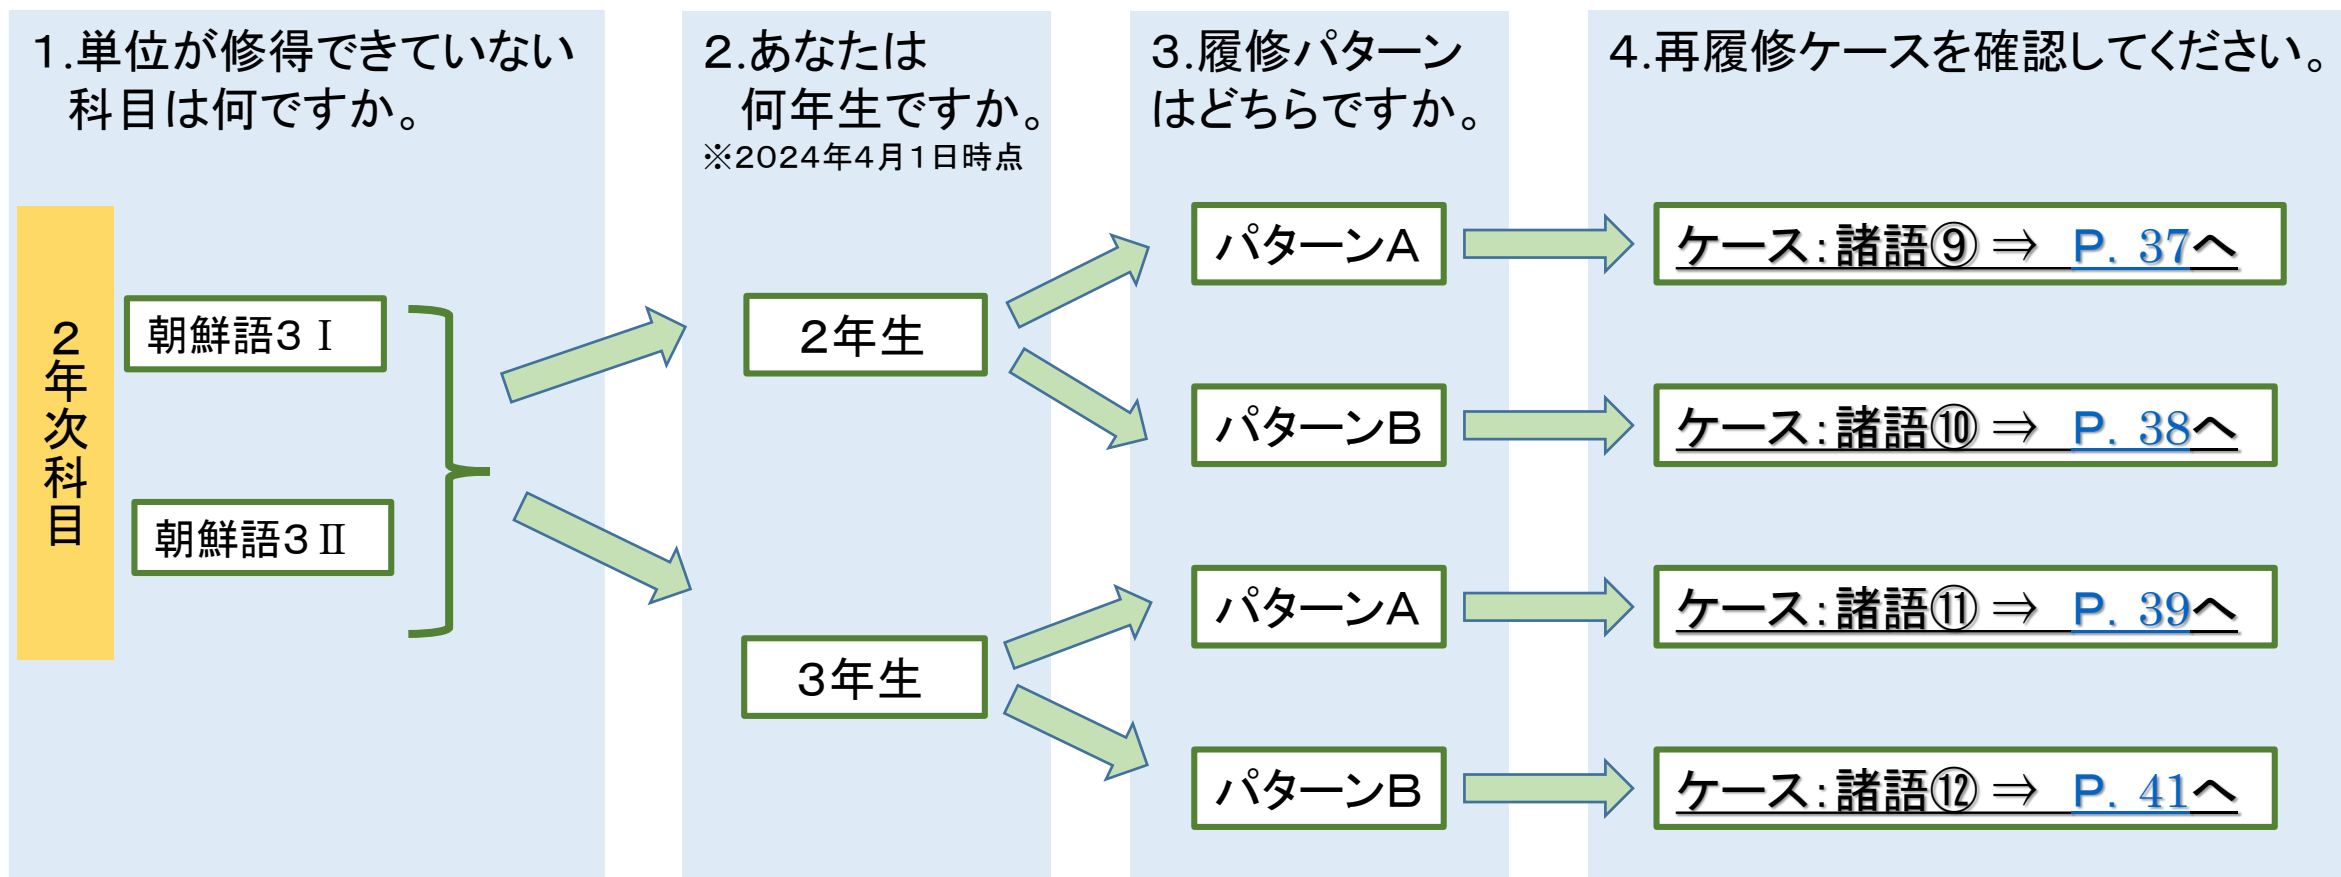 １.単位が修得できていない
科目は何ですか。
２.あなたは
何年生ですか。
※２０２４年４月１日時点
３.履修パターン
はどちらですか。
４.再履修ケースを確認してください。
２年次科目
朝鮮語３Ⅰ
朝鮮語３Ⅱ
２年生
３年生
パターンＡ
パターンＢ
パターンＡ
パターンＢ
ケース：諸語⑨ ⇒ Ｐ．37へ
ケース：諸語⑩ ⇒ Ｐ．38へ
ケース：諸語⑪ ⇒ Ｐ．39へ
ケース：諸語⑫ ⇒ Ｐ．41へ